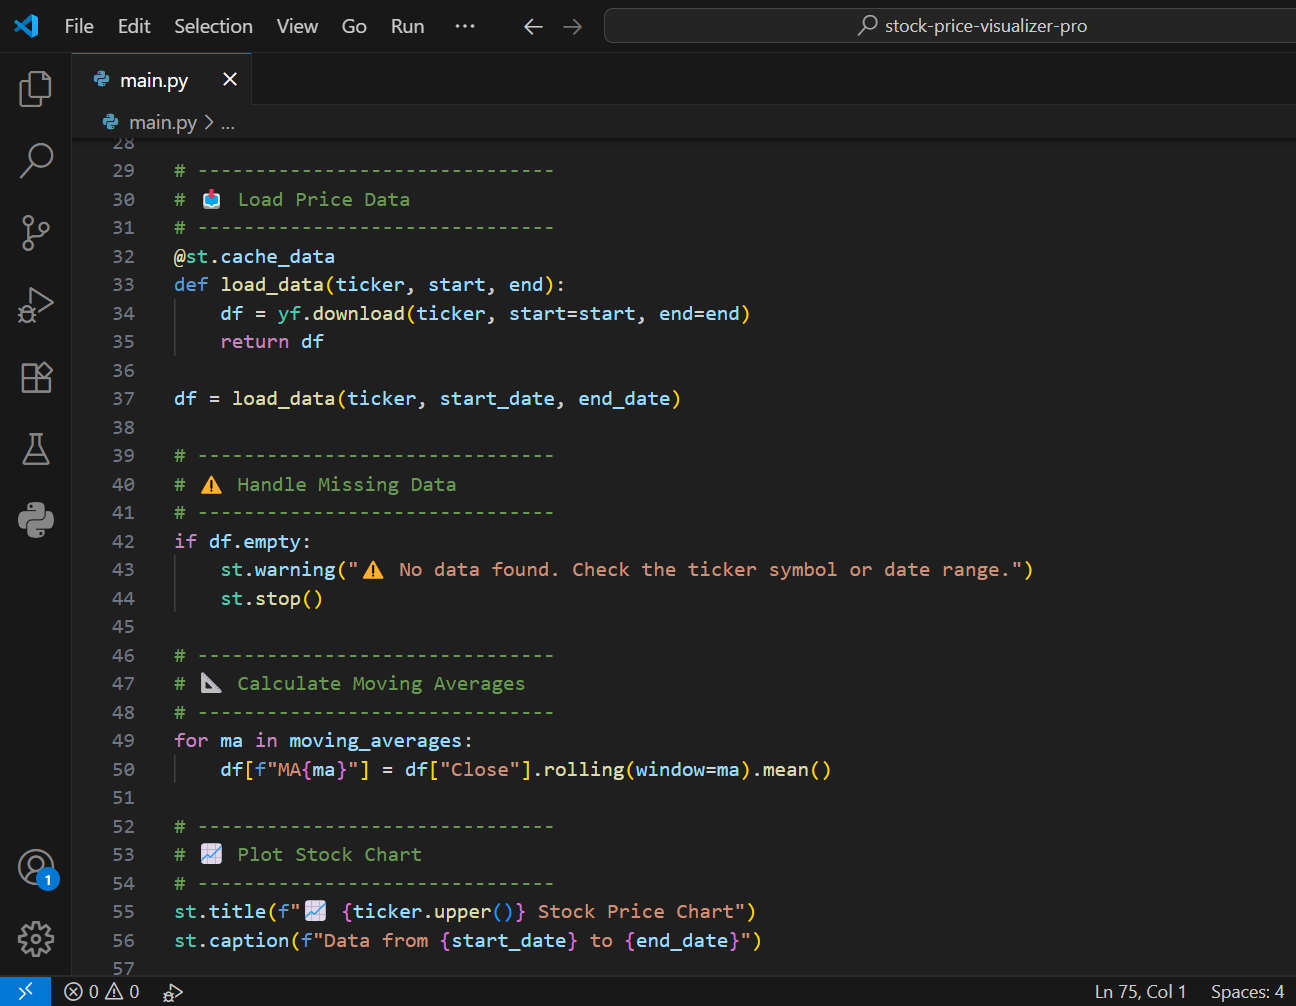 File Edit Selection View Go Run ... stock-price-visualizer-pro
main.py
main.py > ...
28
29 # -------------------------------
30 # 📥 Load Price Data
31 # -------------------------------
32 @st.cache_data
33 def load_data(ticker, start, end):
34     df = yf.download(ticker, start=start, end=end)
35     return df
36
37 df = load_data(ticker, start_date, end_date)
38
39 # -------------------------------
40 # ⚠️ Handle Missing Data
41 # -------------------------------
42 if df.empty:
43     st.warning("⚠️ No data found. Check the ticker symbol or date range.")
44     st.stop()
45
46 # -------------------------------
47 # 📐 Calculate Moving Averages
48 # -------------------------------
49 for ma in moving_averages:
50     df[f"MA{ma}"] = df["Close"].rolling(window=ma).mean()
51
52 # -------------------------------
53 # 📈 Plot Stock Chart
54 # -------------------------------
55 st.title(f"📈 {ticker.upper()} Stock Price Chart")
56 st.caption(f"Data from {start_date} to {end_date}")
57
1
0 0 Ln 75, Col 1 Spaces: 4